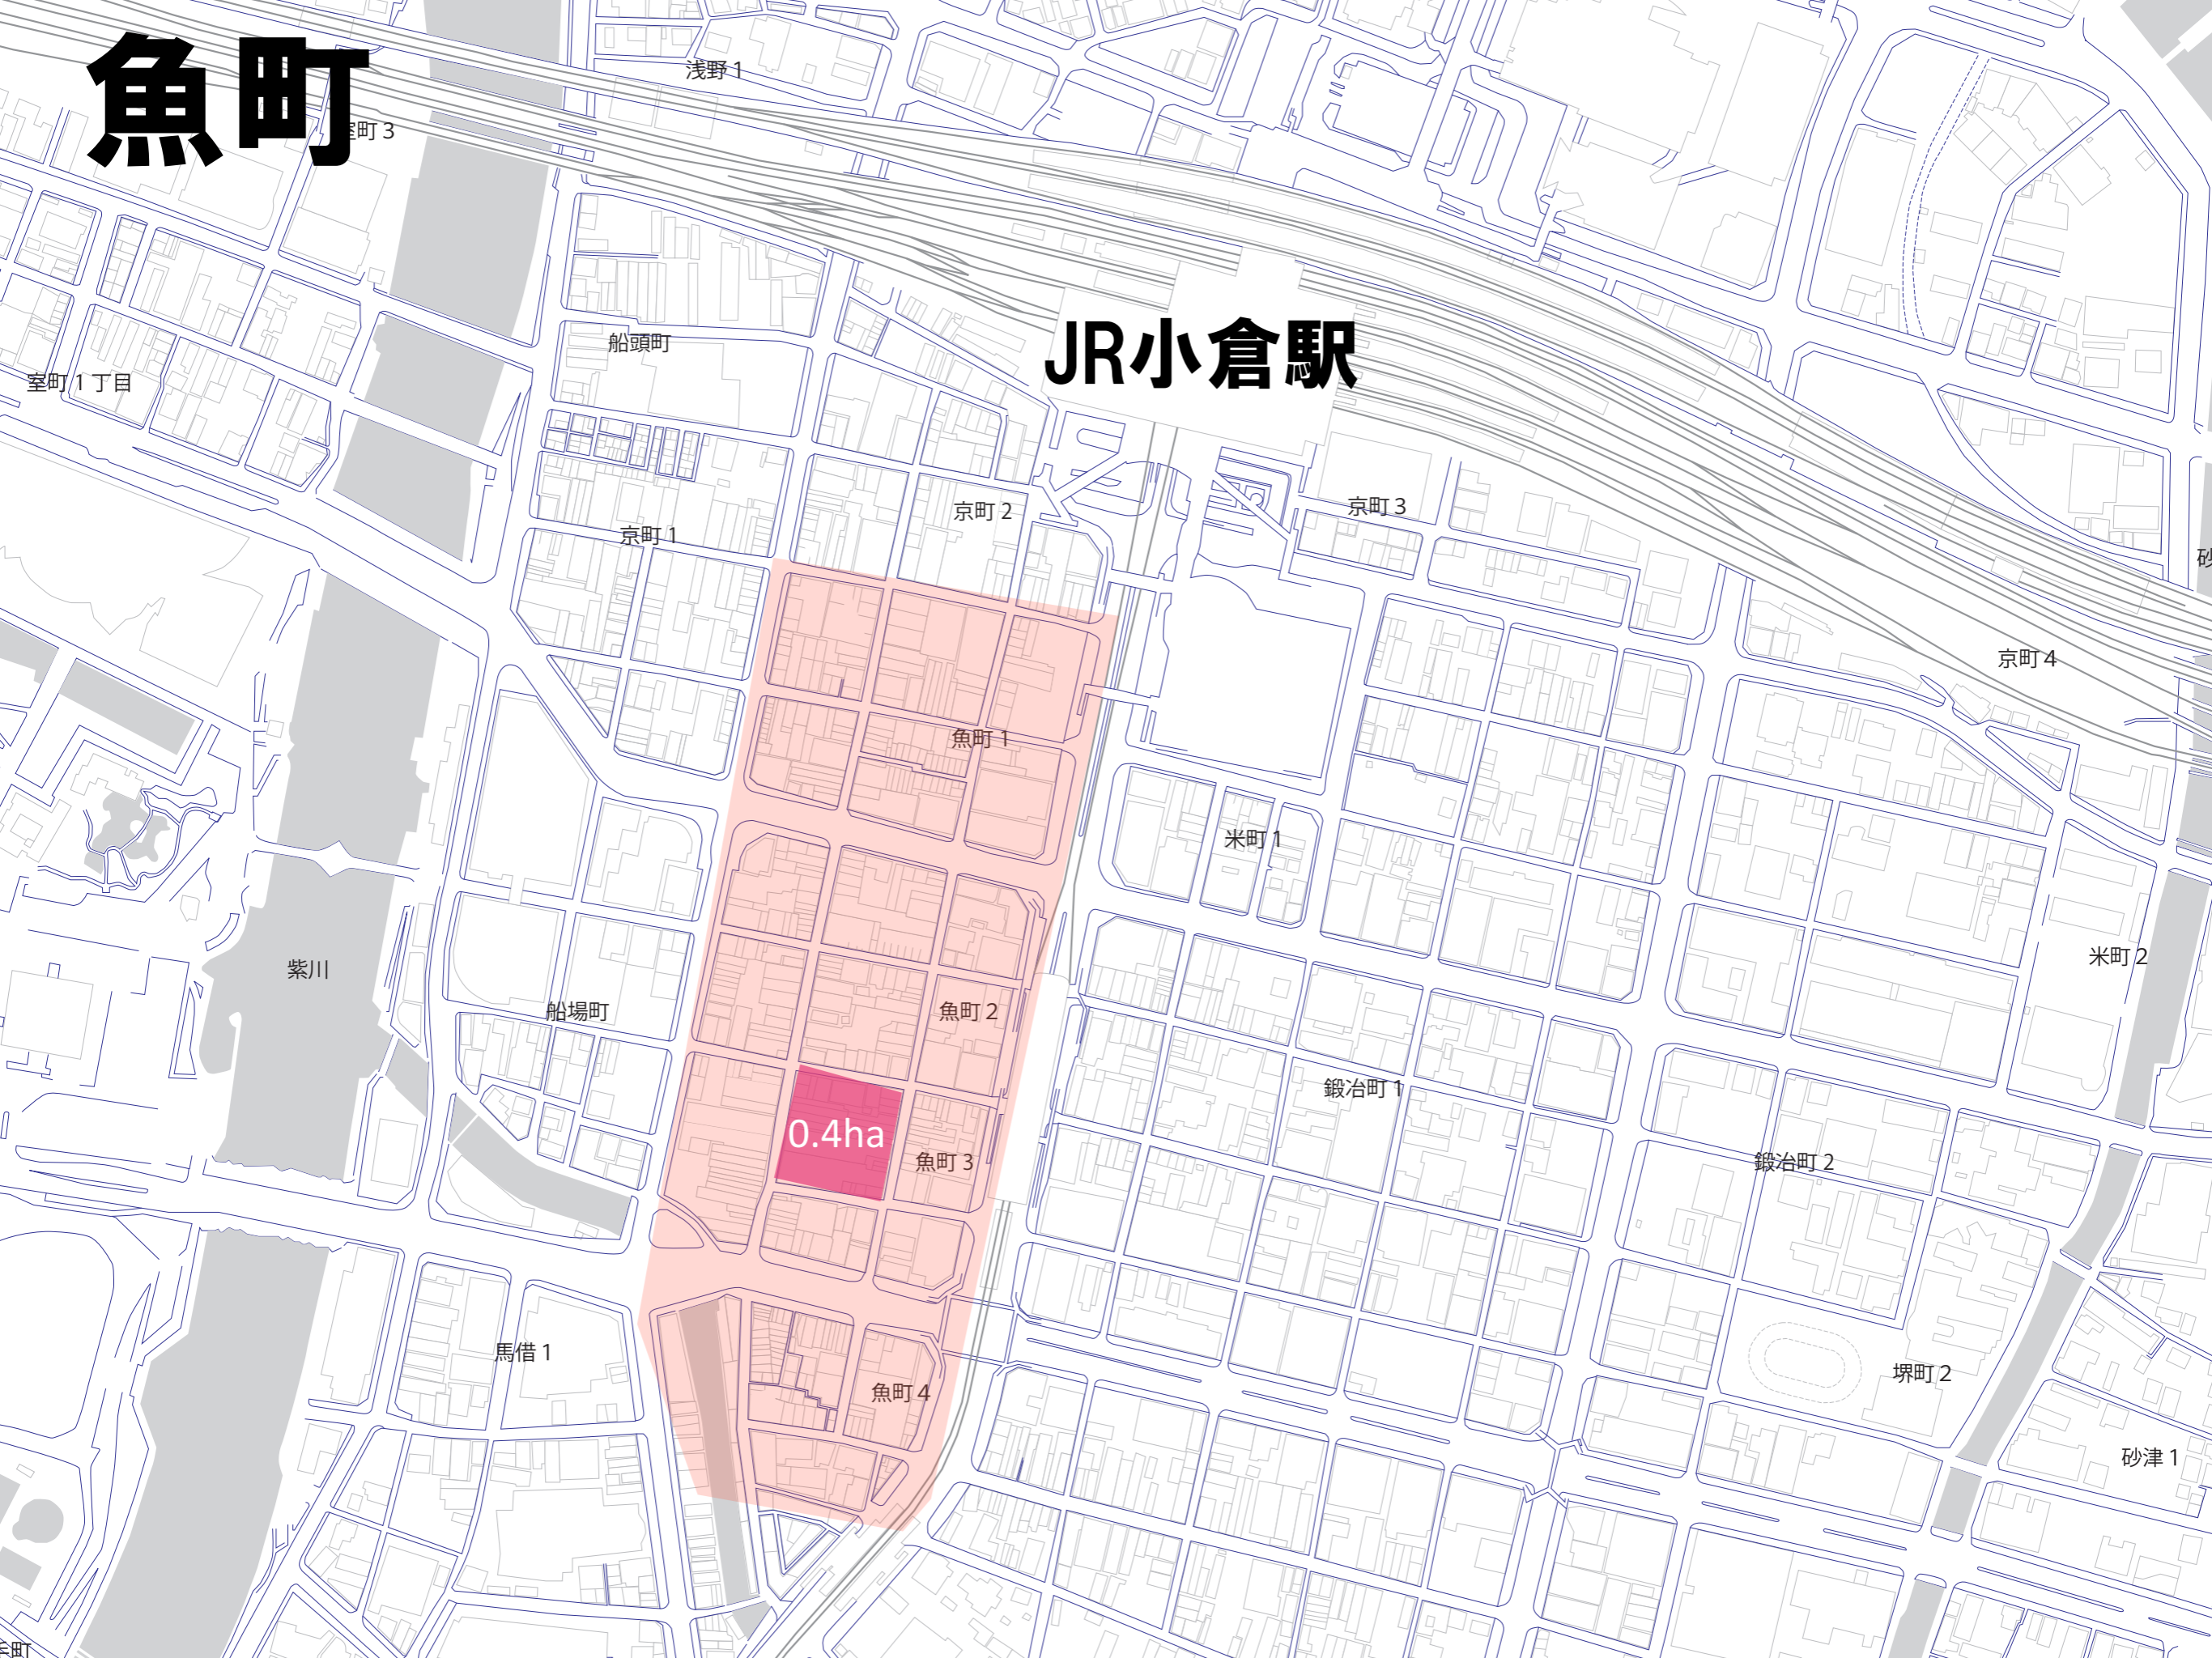 魚町
浅野 1
室町 3
JR小倉駅
船頭町
室町 1 丁目
京町 3
京町 2
京町 1
京町 4
魚町 1
米町 1
米町 2
紫川
船場町
魚町 2
鍛冶町 1
0.4ha
魚町 3
鍛冶町 2
馬借 1
堺町 2
魚町 4
砂津 1